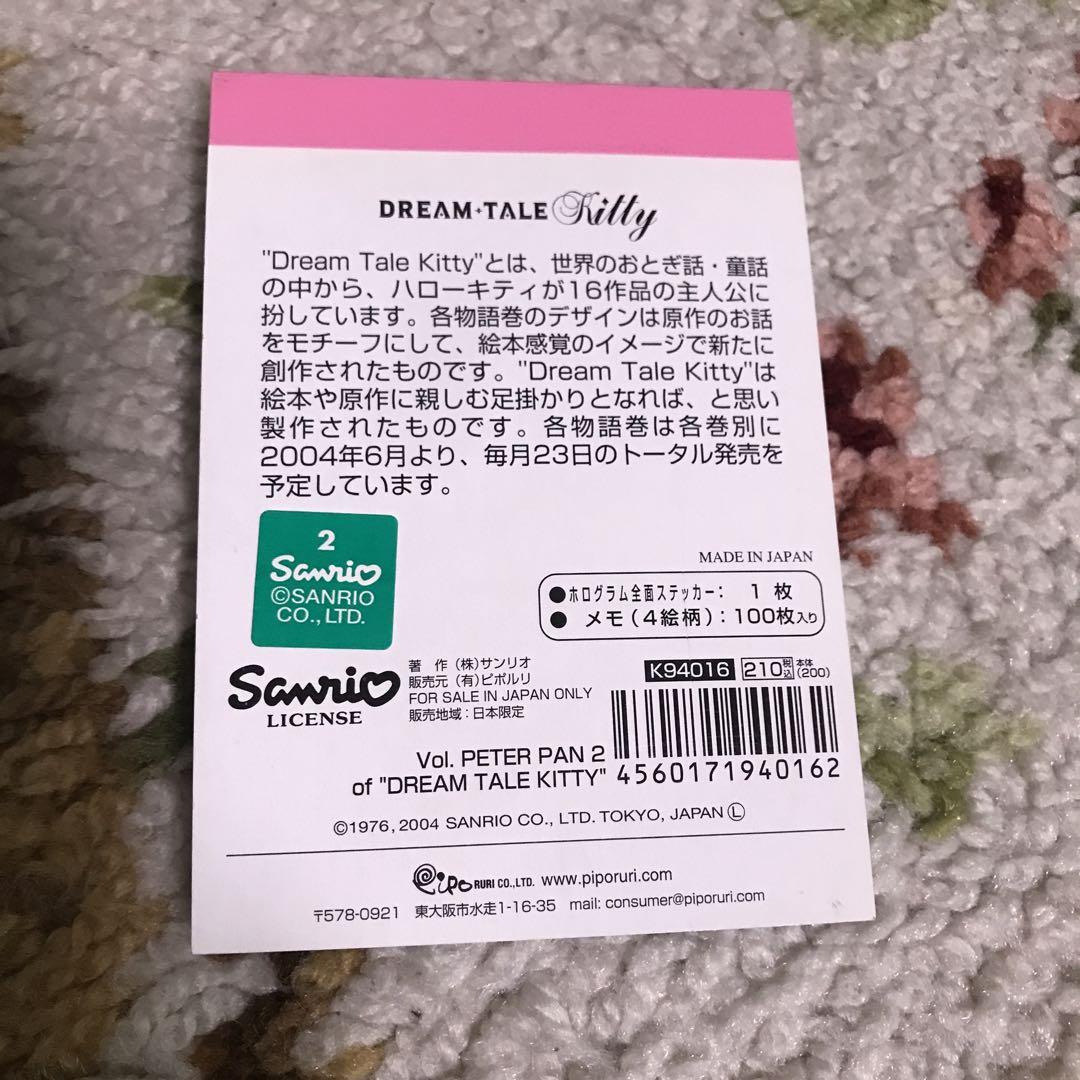 DREAM+TALE Kitty
"Dream Tale Kitty"とは、世界のおとぎ話・童話
の中から、ハローキティが16作品の主人公に
扮しています。各物語巻のデザインは原作のお話
をモチーフにして、絵本感覚のイメージで新たに
創作されたものです。"Dream Tale Kitty"は
絵本や原作に親しむ足掛かりとなれば、と思い
製作されたものです。各物語巻は各巻別に
2004年6月より、毎月23日のトータル発売を
予定しています。
2
Sanrio
©SANRIO
CO.,LTD.
MADE IN JAPAN
●ホログラム全面ステッカー: 1枚
● メモ(4絵柄):100枚入り
Sanrio
LICENSE
著 作 (株)サンリオ
販売元 (有)ピポルリ
FOR SALE IN JAPAN ONLY
販売地域:日本限定
K94016 210税込 本体(200)
Vol. PETER PAN 2
of "DREAM TALE KITTY"
4560171940162
©1976, 2004 SANRIO CO., LTD. TOKYO, JAPAN Ⓛ
PIPO RURI CO.,LTD. www.piporuri.com
〒578-0921 東大阪市水走1-16-35 mail: consumer@piporuri.com